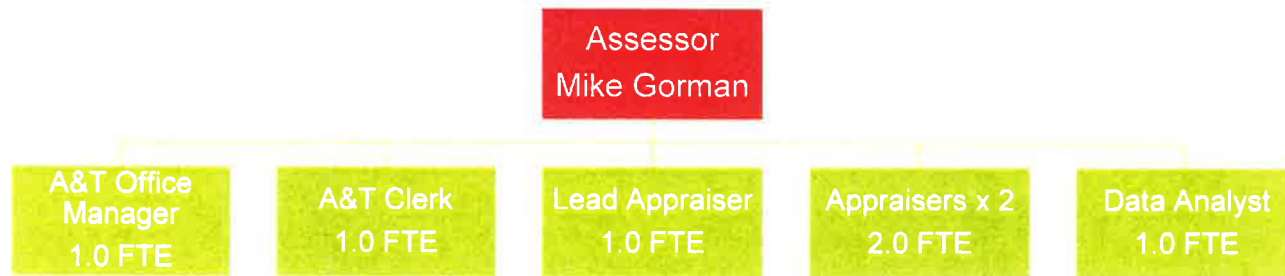 Assessor
Mike Gorman
A&T Office
Manager
1.0 FTE
A&T Clerk
1.0 FTE
Lead Appraiser
1.0 FTE
Appraisers x 2
2.0 FTE
Data Analyst
1.0 FTE